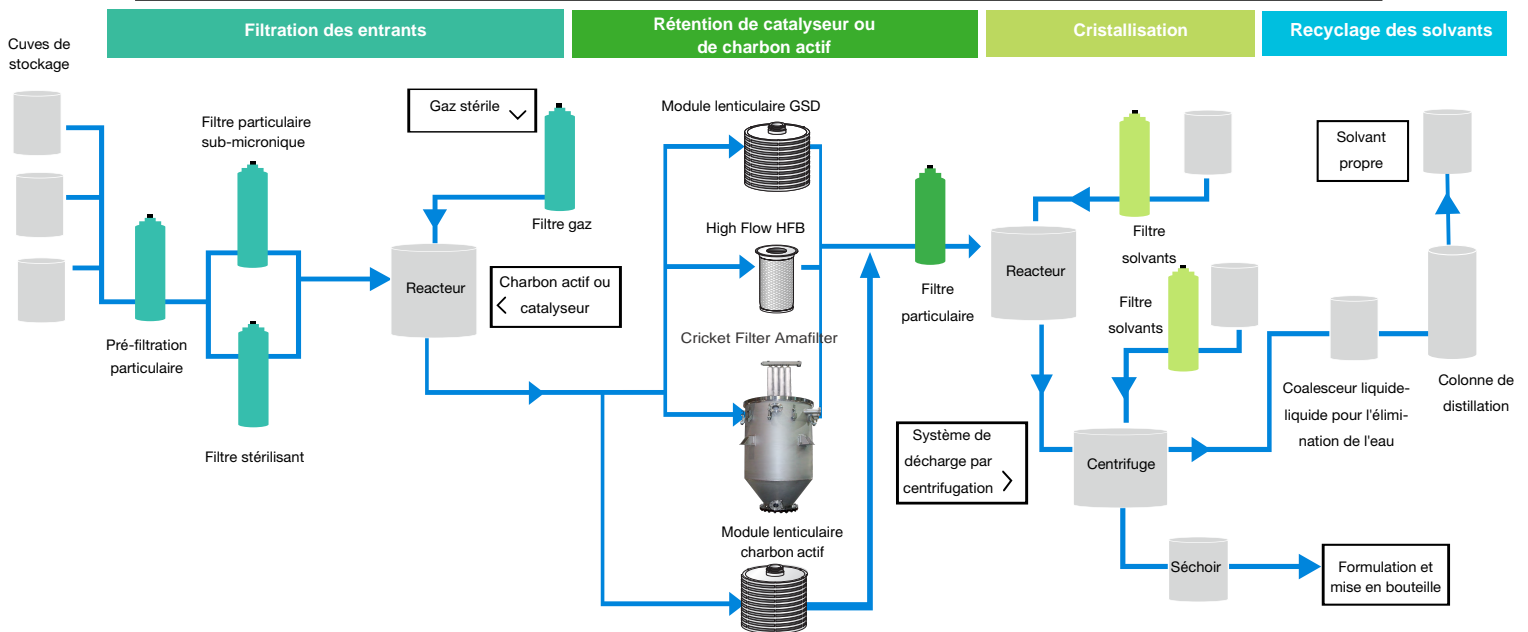 Filtration des entrants
Rétention de catalyseur ou
de charbon actif
Cristallisation
Recyclage des solvants
Cuves de
stockage
Filtre particulaire
sub-micronique
Gaz stérile
Filtre gaz
Pré-filtration
particulaire
Filtre stérilisant
Reacteur
Charbon actif ou
catalyseur
Module lenticulaire GSD
High Flow HFB
Cricket Filter Amafilter
Module lenticulaire
charbon actif
Filtre
particulaire
Reacteur
Filtre
solvants
Filtre
solvants
Système de
décharge par
centrifugation
Centrifuge
Séchoir
Formulation et
mise en bouteille
Solvant
propre
Coalesceur liquide-
liquide pour l'élimi-
nation de l'eau
Colonne de
distillation